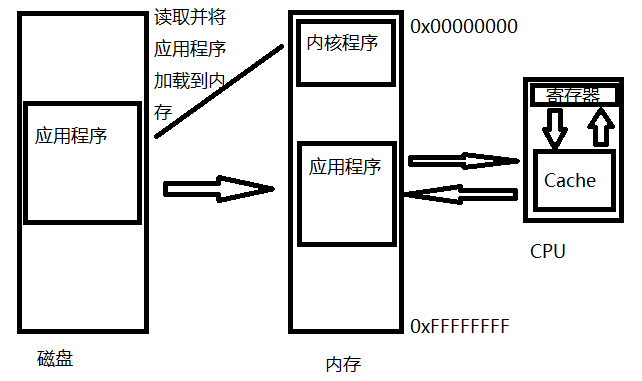 读取并将
应用程序
加载到内
存
应用程序
磁盘
内核程序
应用程序
内存
0x00000000
0xFFFFFFFF
寄存器
Cache
CPU